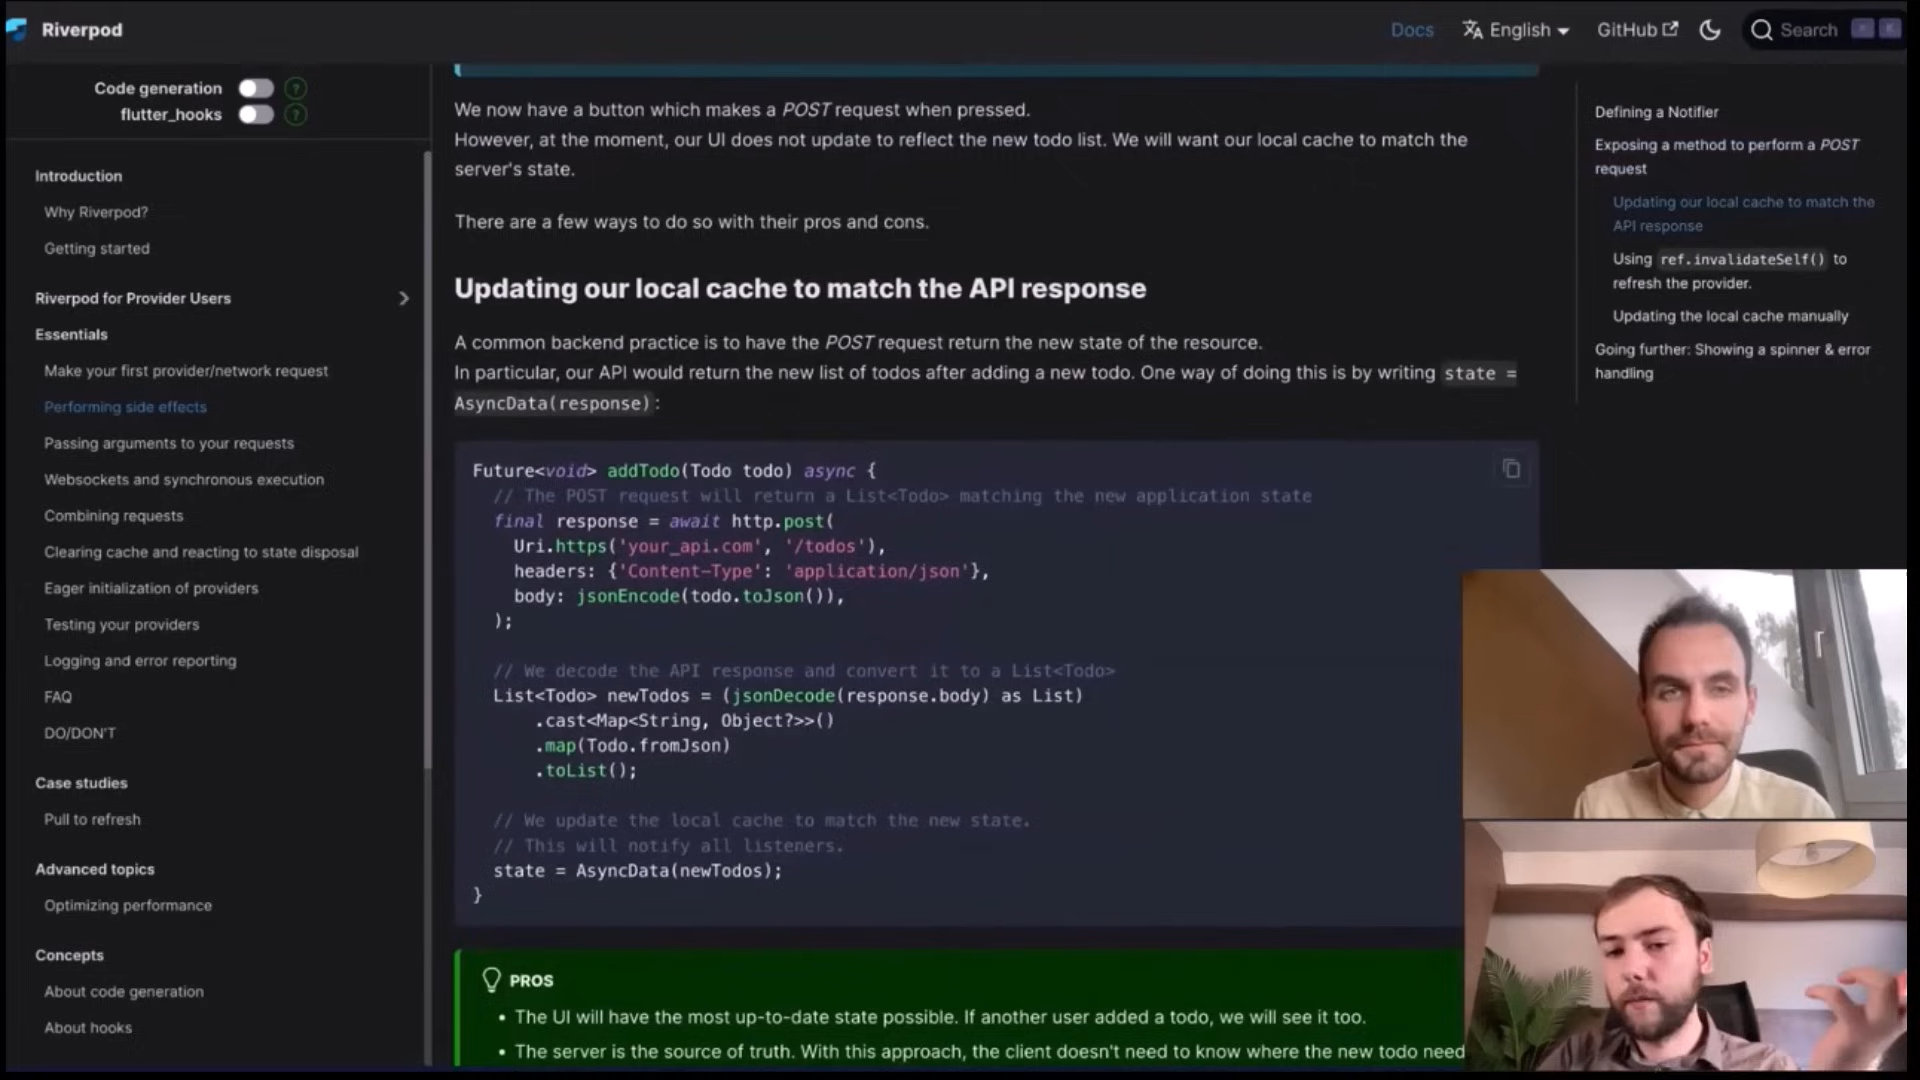 Riverpod
Docs
English
GitHub
Search
Code generation ?
flutter_hooks ?
Introduction
Why Riverpod?
Getting started
Riverpod for Provider Users
Essentials
Make your first provider/network request
Performing side effects
Passing arguments to your requests
Websockets and synchronous execution
Combining requests
Clearing cache and reacting to state disposal
Eager initialization of providers
Testing your providers
Logging and error reporting
FAQ
DO/DON'T
Case studies
Pull to refresh
Advanced topics
Optimizing performance
Concepts
About code generation
About hooks
We now have a button which makes a POST request when pressed.
However, at the moment, our UI does not update to reflect the new todo list. We will want our local cache to match the
server's state.
There are a few ways to do so with their pros and cons.
Updating our local cache to match the API response
A common backend practice is to have the POST request return the new state of the resource.
In particular, our API would return the new list of todos after adding a new todo. One way of doing this is by writing state =
AsyncData(response):
Future<void> addTodo(Todo todo) async {
// The POST request will return a List<Todo> matching the new application state
final response = await http.post(
Uri.https('your_api.com', '/todos'),
headers: {'Content-Type': 'application/json'},
body: jsonEncode(todo.toJson()),
);
// We decode the API response and convert it to a List<Todo>
List<Todo> newTodos = (jsonDecode(response.body) as List)
.cast<Map<String, Object?>>()
.map(Todo.fromJson)
.toList();
// We update the local cache to match the new state.
// This will notify all listeners.
state = AsyncData(newTodos);
}
PROS
• The UI will have the most up-to-date state possible. If another user added a todo, we will see it too.
• The server is the source of truth. With this approach, the client doesn't need to know where the new todo need
Defining a Notifier
Exposing a method to perform a POST
request
Updating our local cache to match the
API response
Using ref.invalidateSelf() to
refresh the provider.
Updating the local cache manually
Going further: Showing a spinner & error
handling